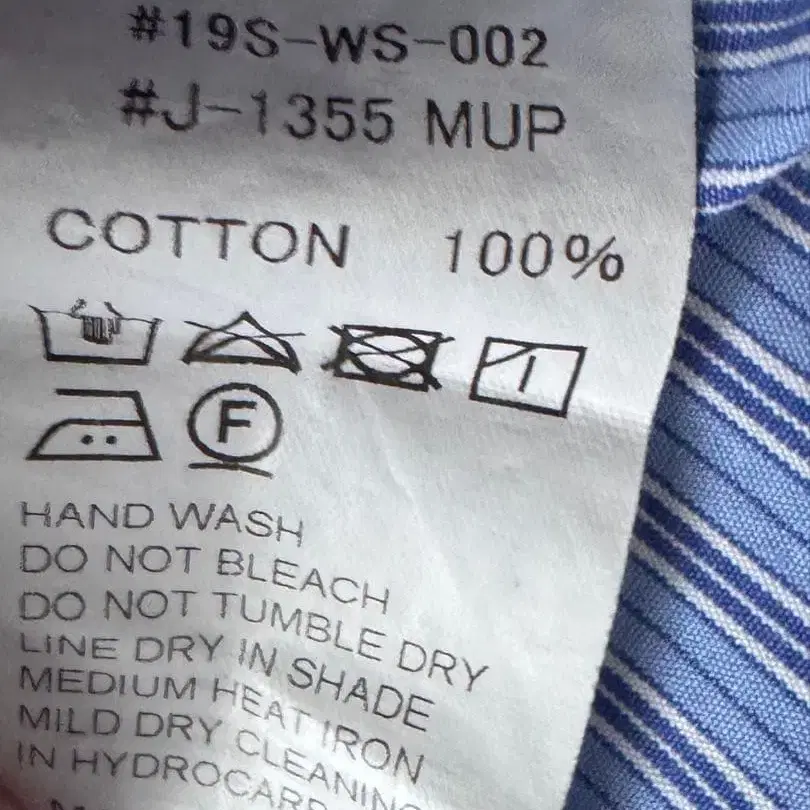 #19S-WS-002
#J-1355 MUP
COTTON 100%
F
HAND WASH
DO NOT BLEACH
DO NOT TUMBLE DRY
LINE DRY IN SHADE
MEDIUM HEAT IRON
MILD DRY CLEANING
IN